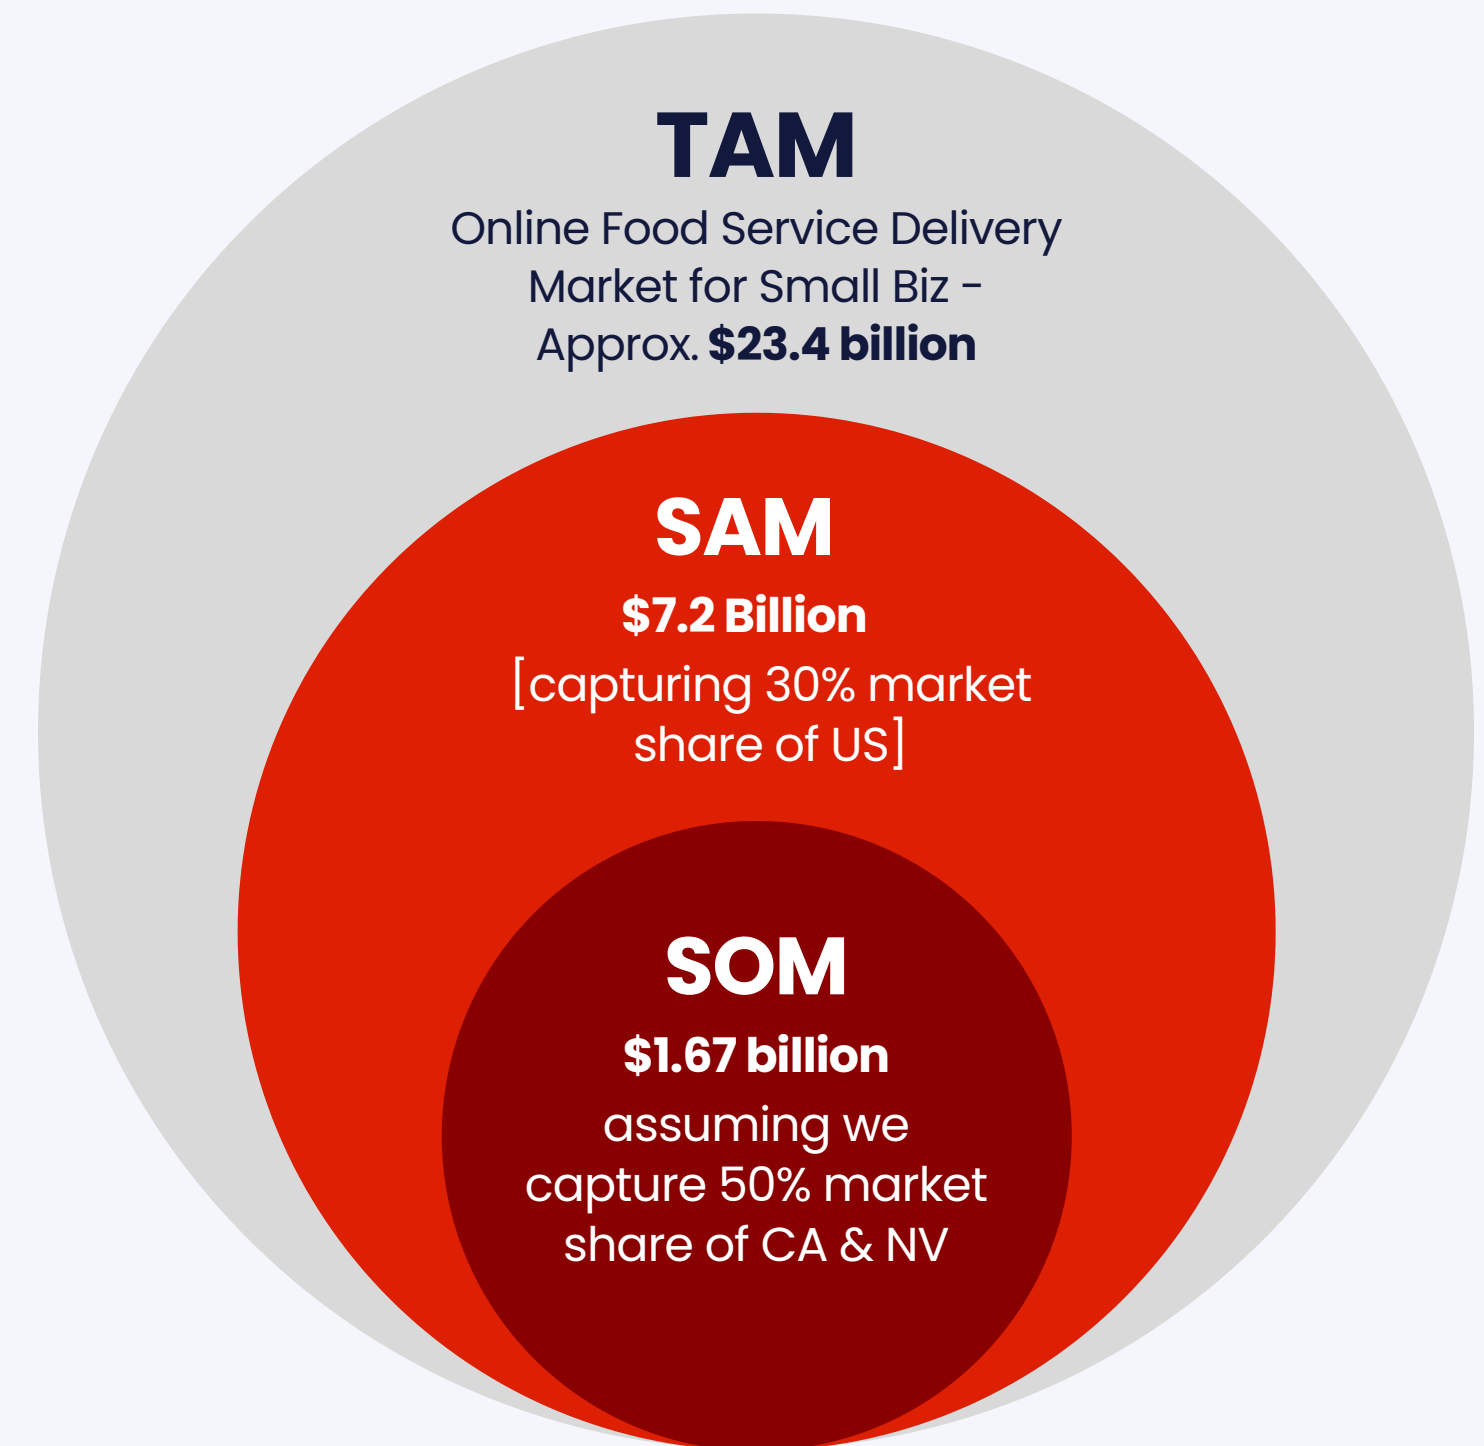 TAM
Online Food Service Delivery
Market for Small Biz -
Approx. $23.4 billion
SAM
$7.2 Billion
[capturing 30% market
share of US]
SOM
$1.67 billion
assuming we
capture 50% market
share of CA & NV